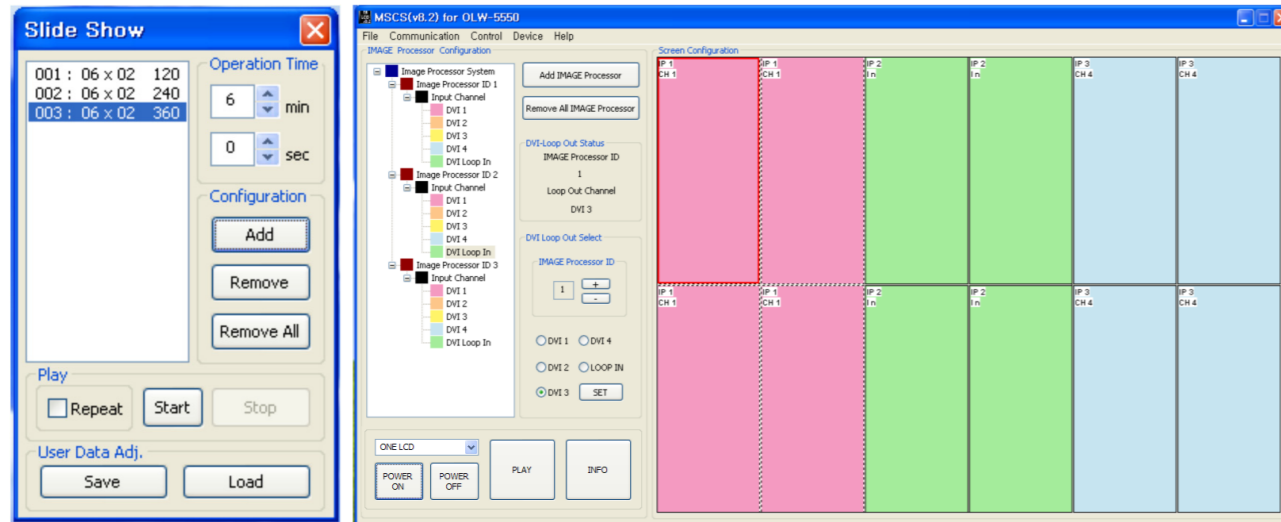 Slide Show
001 : 06 x 02 120
002 : 06 x 02 240
003 : 06 x 02 360
Operation Time
6 min
0 sec
Configuration
Add
Remove
Remove All
Play
Repeat
Start
Stop
User Data Adj.
Save
Load
MSCS(v8.2) for OLW-5550
File Communication Control Device Help
IMAGE Processor Configuration
Image Processor System
Image Processor ID 1
Input Channel
DVI 1
DVI 2
DVI 3
DVI 4
DVI Loop In
Image Processor ID 2
Input Channel
DVI 1
DVI 2
DVI 3
DVI 4
DVI Loop In
Image Processor ID 3
Input Channel
DVI 1
DVI 2
DVI 3
DVI 4
DVI Loop In
Add IMAGE Processor
Remove All IMAGE Processor
DVI-Loop Out Status
IMAGE Processor ID
1
Loop Out Channel
DVI 3
DVI Loop Out Select
IMAGE Processor ID
1 + -
DVI 1 DVI 4
DVI 2 LOOP IN
DVI 3 SET
ONE LCD
POWER ON
POWER OFF
PLAY
INFO
Screen Configuration
IP 1 IP 1 IP 2 IP 2 IP 3 IP 3
CH 1 CH 1 In In CH 4 CH 4
IP 1 IP 1 IP 2 IP 2 IP 3 IP 3
CH 1 CH 1 In In CH 4 CH 4